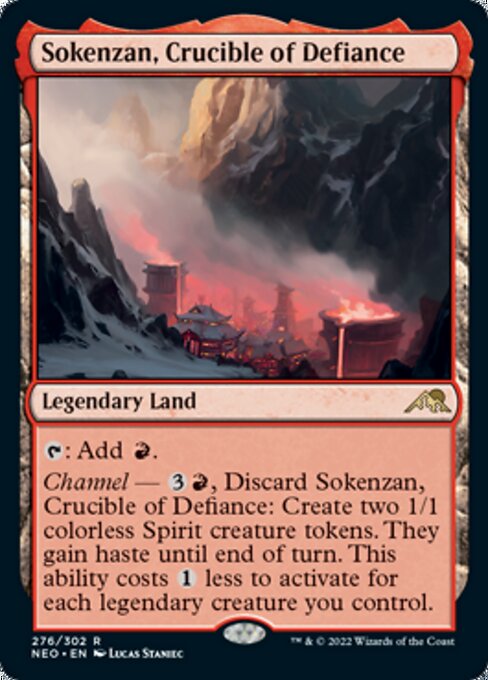 Sokenzan, Crucible of Defiance
Legendary Land
: Add .
Channel — 3 , Discard Sokenzan,
Crucible of Defiance: Create two 1/1
colorless Spirit creature tokens. They
gain haste until end of turn. This
ability costs 1 less to activate for
each legendary creature you control.
276/302 R
NEO • EN Lucas Staniec
™ & © 2022 Wizards of the Coast